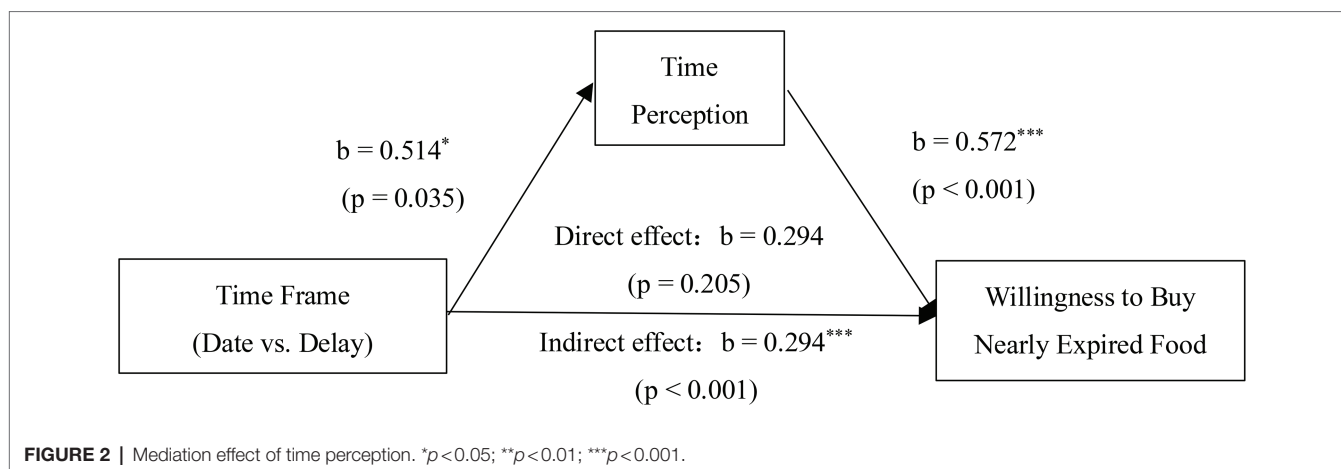 Time
Perception
b = 0.514*
(p = 0.035)
b = 0.572***
(p < 0.001)
Direct effect：b = 0.294
(p = 0.205)
Time Frame
(Date vs. Delay)
Indirect effect：b = 0.294***
(p < 0.001)
Willingness to Buy
Nearly Expired Food
FIGURE 2 | Mediation effect of time perception. *p<0.05; **p<0.01; ***p<0.001.